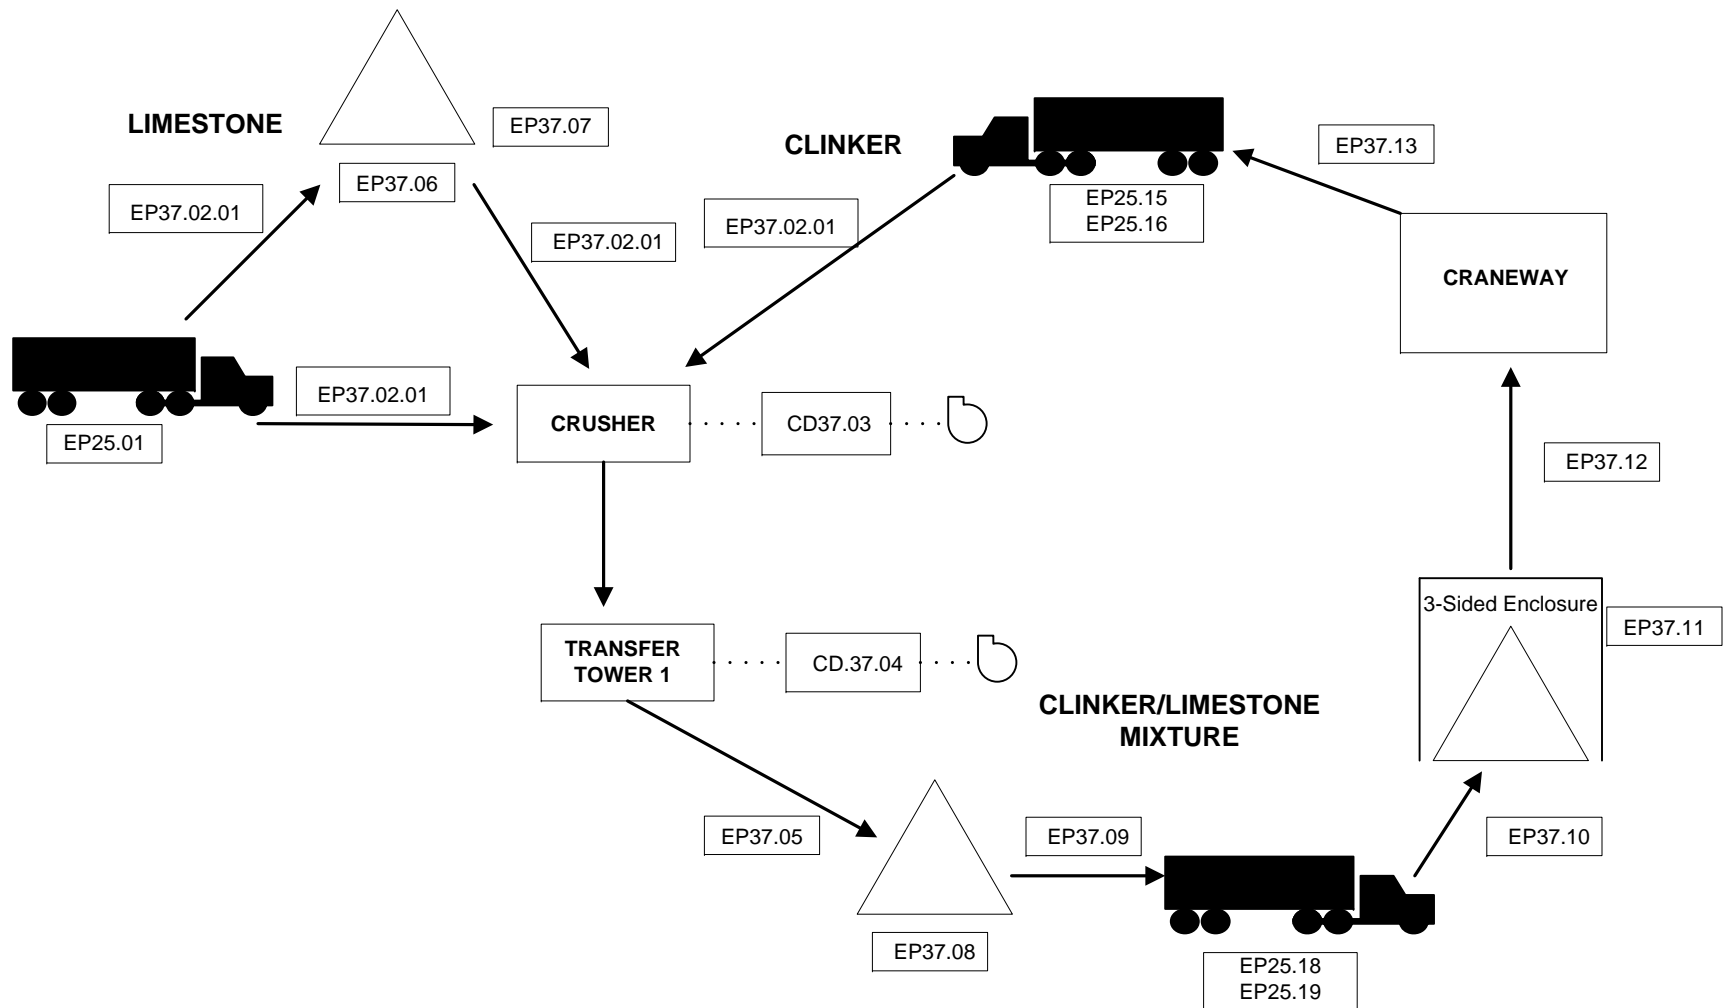 LIMESTONE
EP37.07
CLINKER
EP37.13
EP37.06
EP37.02.01
EP37.02.01
EP37.02.01
EP25.15
EP25.16
CRANEWAY
EP37.02.01
EP25.01
CRUSHER
CD37.03
EP37.12
3-Sided Enclosure
EP37.11
TRANSFER
TOWER 1
CD.37.04
CLINKER/LIMESTONE
MIXTURE
EP37.05
EP37.09
EP37.10
EP37.08
EP25.18
EP25.19